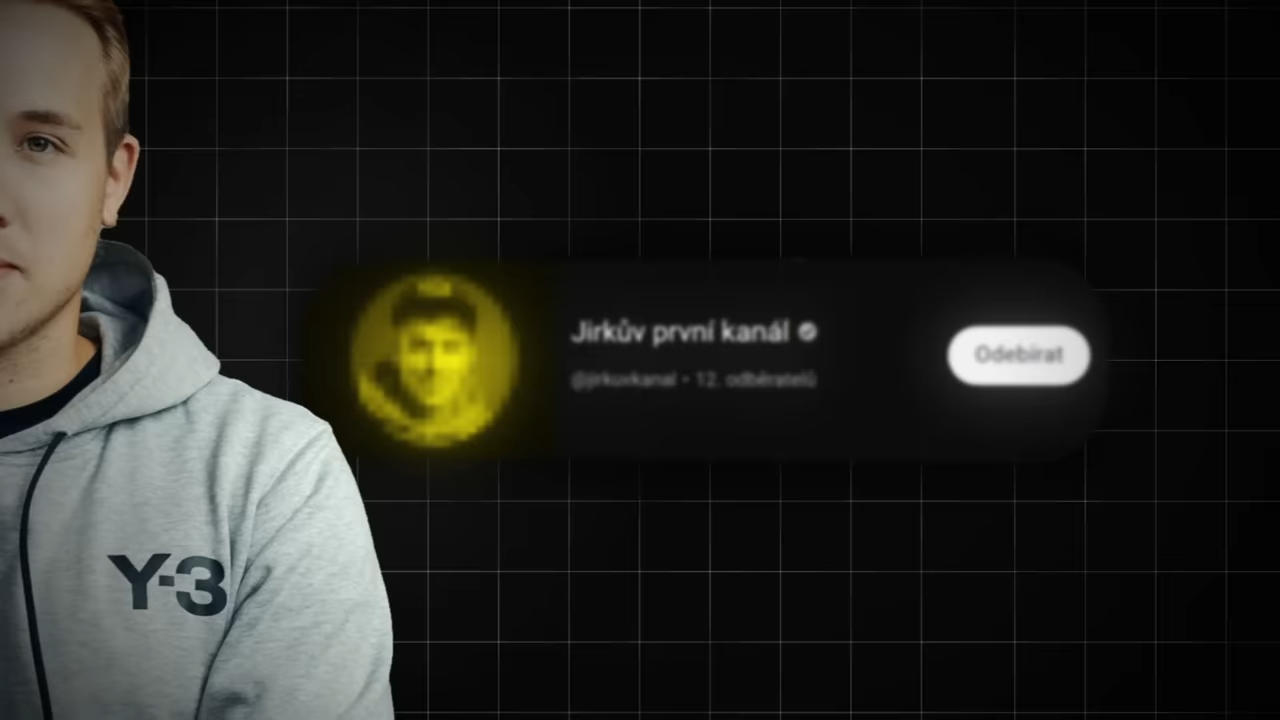 Jirkův první kanál
@jirkuvkanal • 12. odběratelů
Odebírat
Y-3